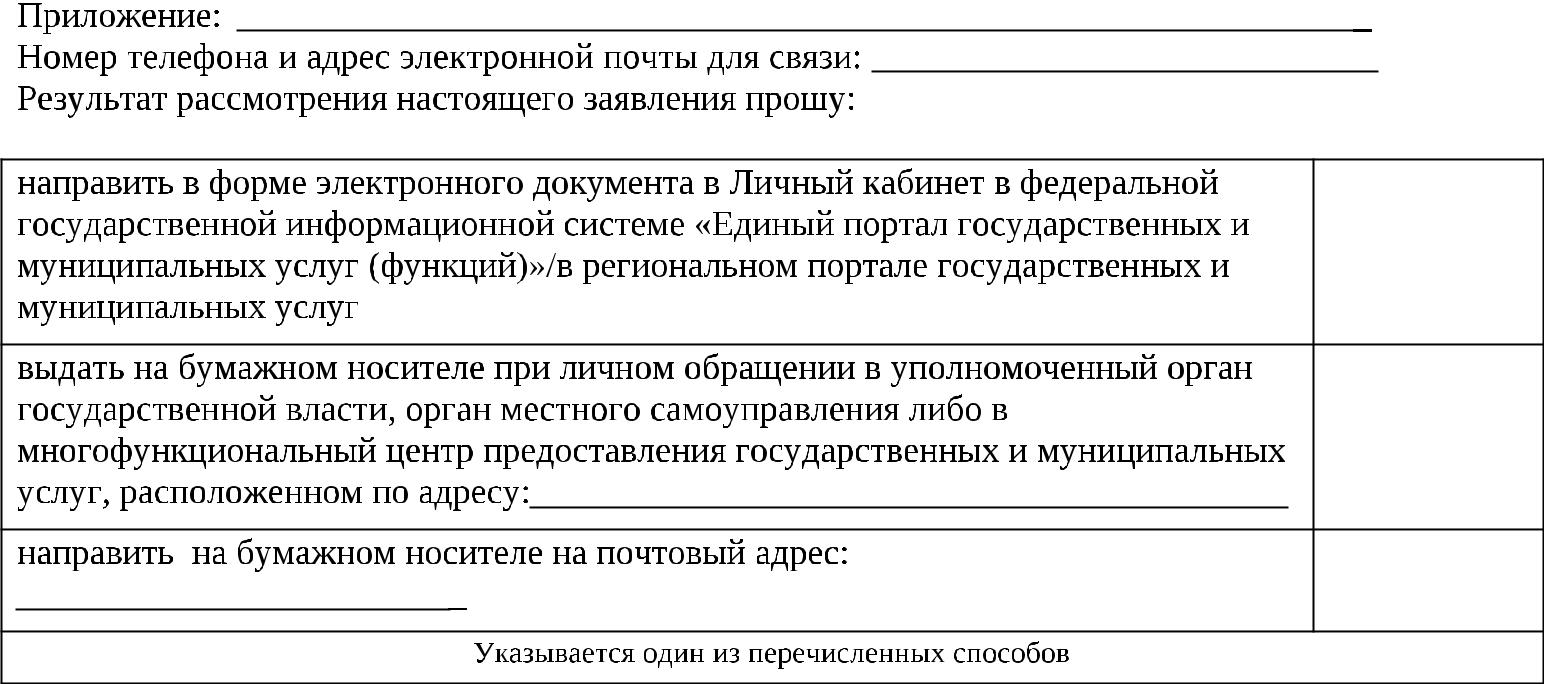 Приложение: ______________________________________________________________
Номер телефона и адрес электронной почты для связи: ____________________________
Результат рассмотрения настоящего заявления прошу:
направить в форме электронного документа в Личный кабинет в федеральной
государственной информационной системе «Единый портал государственных и
муниципальных услуг (функций)»/в региональном портале государственных и
муниципальных услуг
выдать на бумажном носителе при личном обращении в уполномоченный орган
государственной власти, орган местного самоуправления либо в
многофункциональный центр предоставления государственных и муниципальных
услуг, расположенном по адресу:__________________________________________
направить  на бумажном носителе на почтовый адрес:
_________________________
Указывается один из перечисленных способов